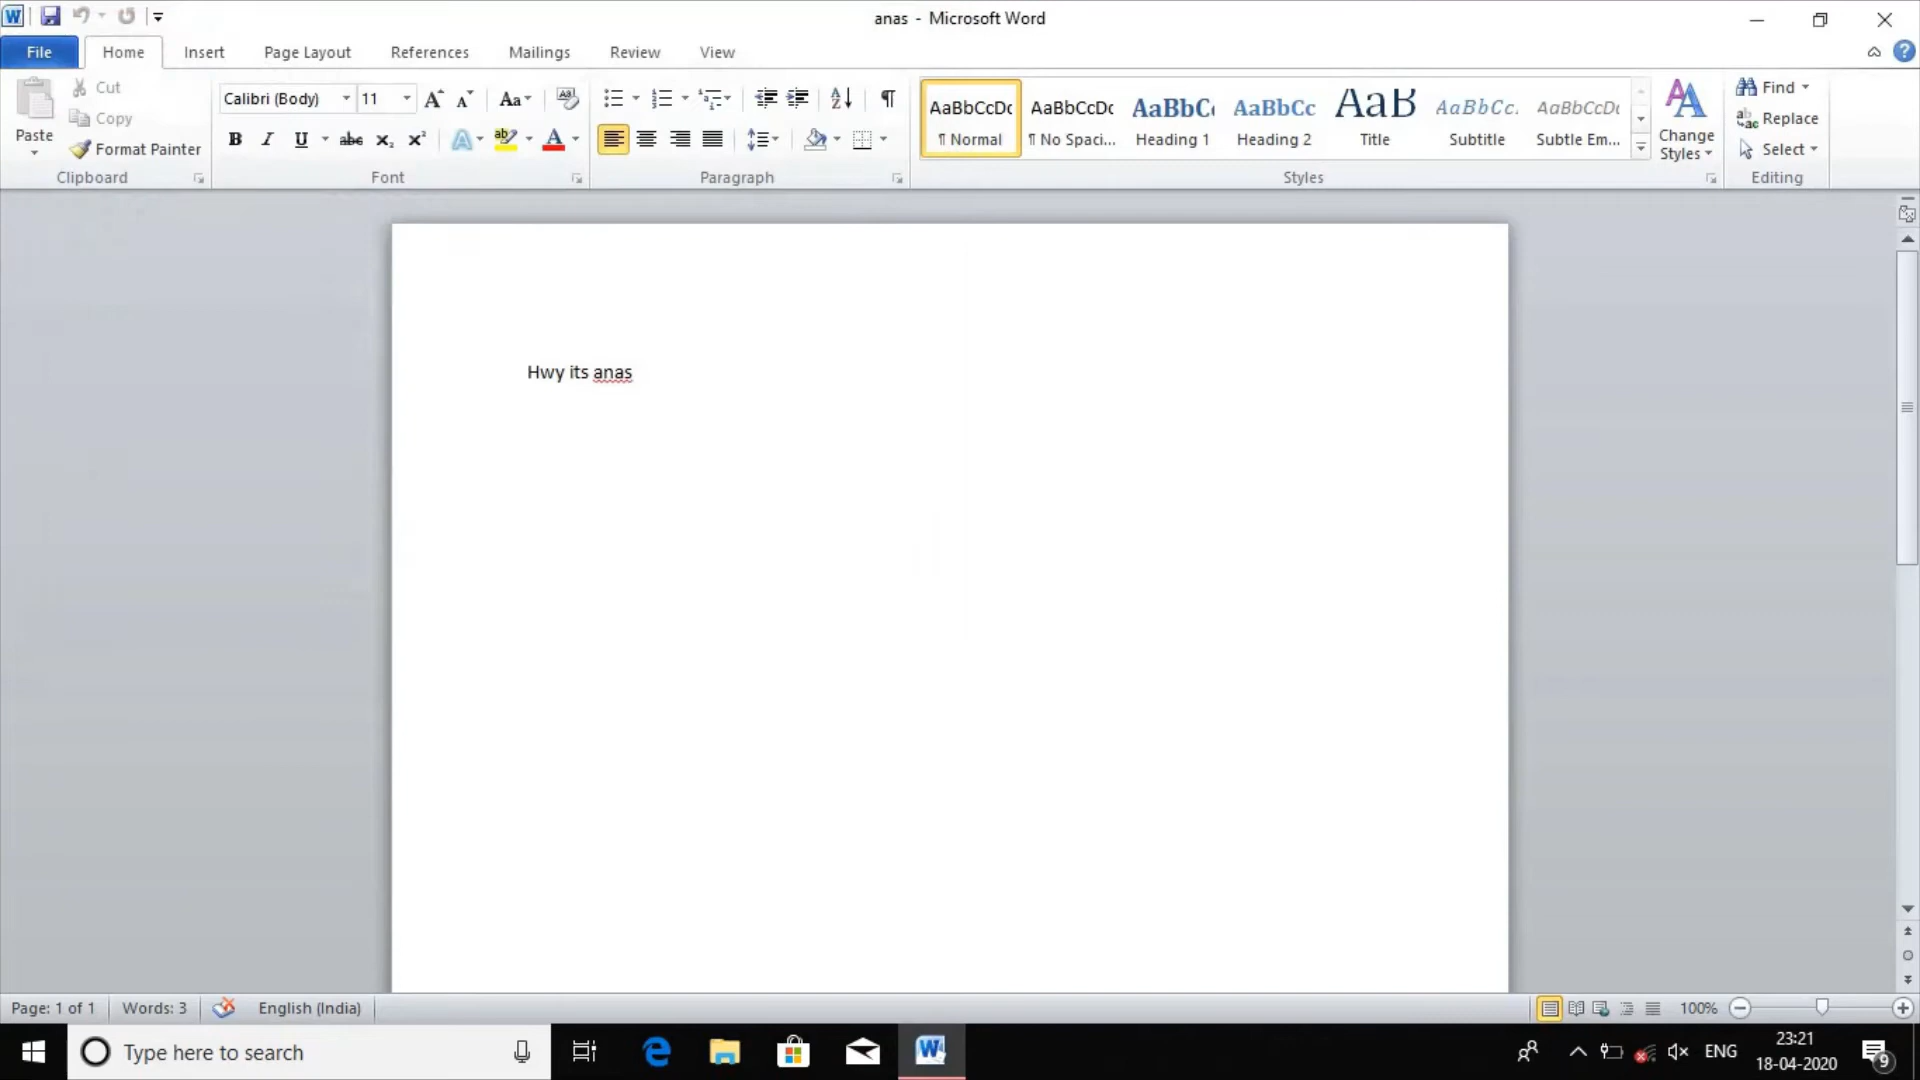 anas - Microsoft Word
File Home Insert Page Layout References Mailings Review View
Paste
Cut
Copy
Format Painter
Clipboard
Calibri (Body) 11
Font
Paragraph
AaBbCcDc AaBbCcDc AaBbC AaBbCc AaB AaBbCc. AaBbCcDc
¶ Normal ¶ No Spaci... Heading 1 Heading 2 Title Subtitle Subtle Em...
Change
Styles
Styles
Find
Replace
Select
Editing
Hwy its anas
Page: 1 of 1 Words: 3 English (India) 100%
Type here to search
ENG
23:21
18-04-2020
9